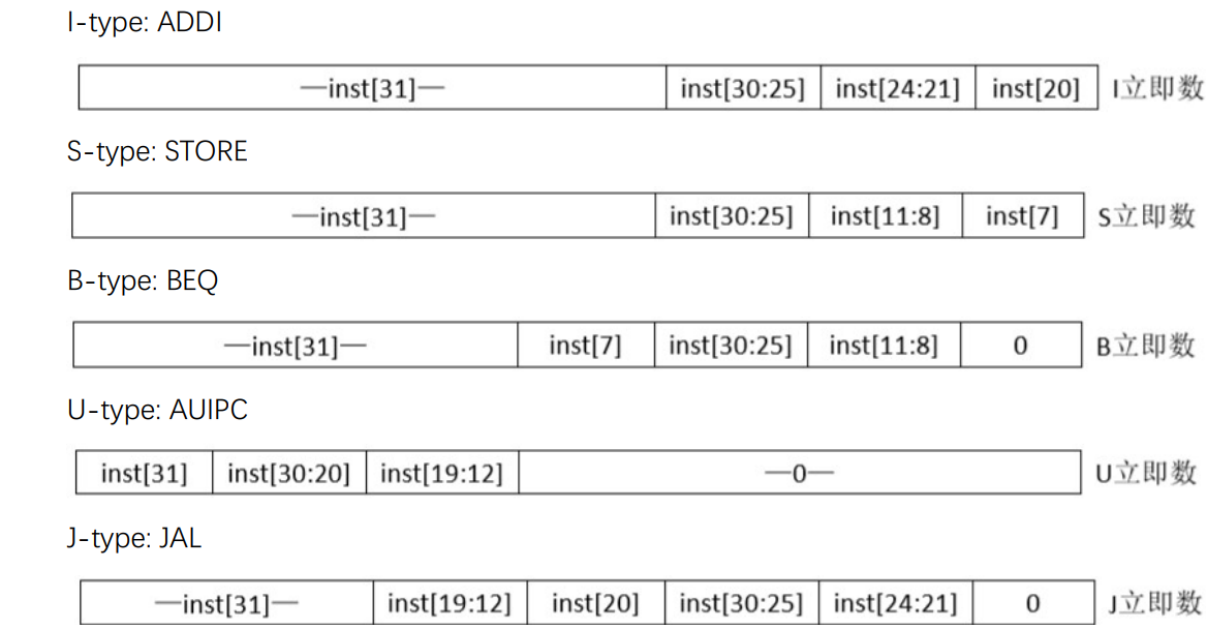 I-type: ADDI
—inst[31]— inst[30:25] inst[24:21] inst[20] I立即数
S-type: STORE
—inst[31]— inst[30:25] inst[11:8] inst[7] S立即数
B-type: BEQ
—inst[31]— inst[7] inst[30:25] inst[11:8] 0 B立即数
U-type: AUIPC
inst[31] inst[30:20] inst[19:12] —0— U立即数
J-type: JAL
—inst[31]— inst[19:12] inst[20] inst[30:25] inst[24:21] 0 J立即数